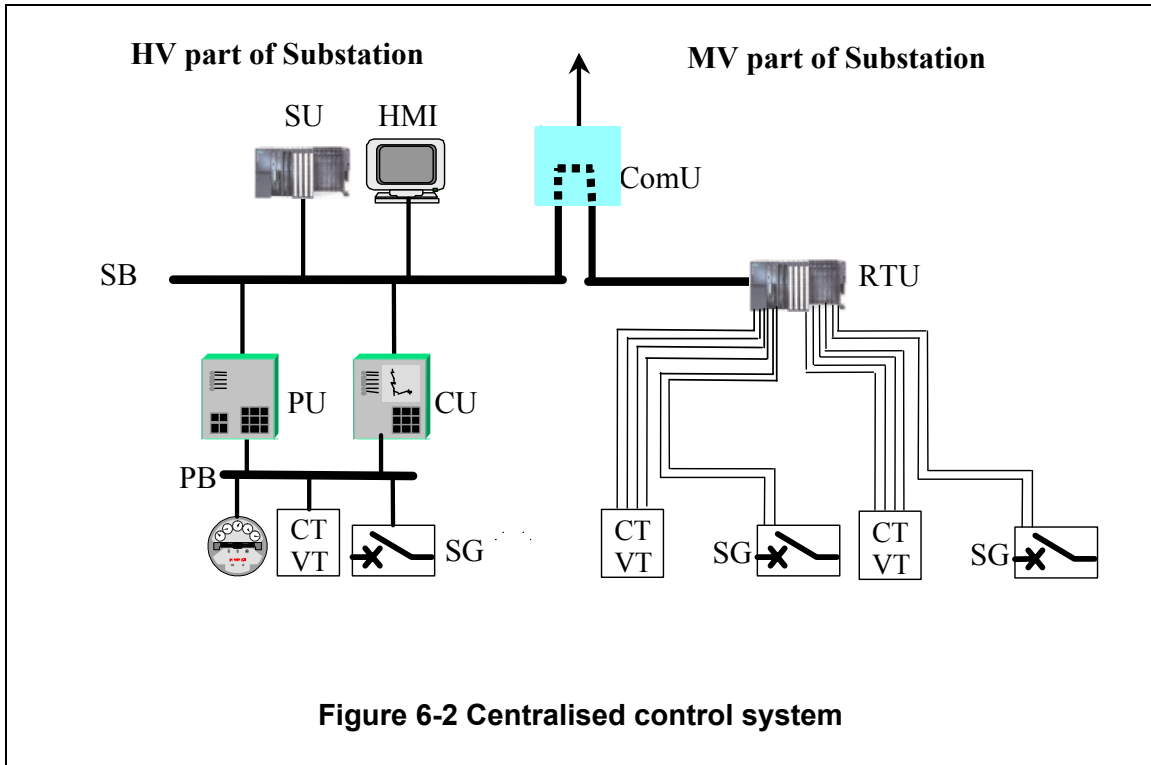 HV part of Substation
MV part of Substation
SU
HMI
ComU
SB
RTU
PU
CU
PB
CT
VT
SG
CT
VT
SG
CT
VT
SG
Figure 6-2 Centralised control system